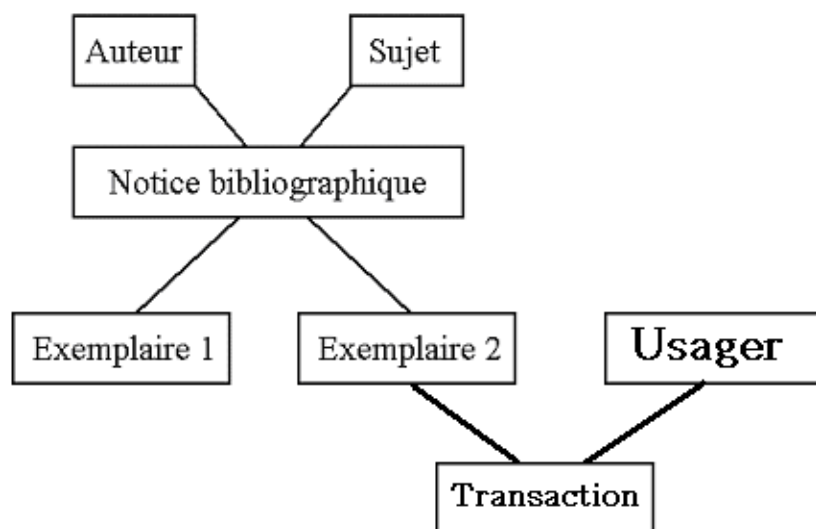 Auteur
Sujet
Notice bibliographique
Exemplaire 1
Exemplaire 2
Usager
Transaction